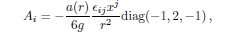 $$A_i = -\frac{a(r)}{6g} \frac{\epsilon_{ij} x^j}{r^2} \mathrm{diag}(-1, 2, -1)\,,$$